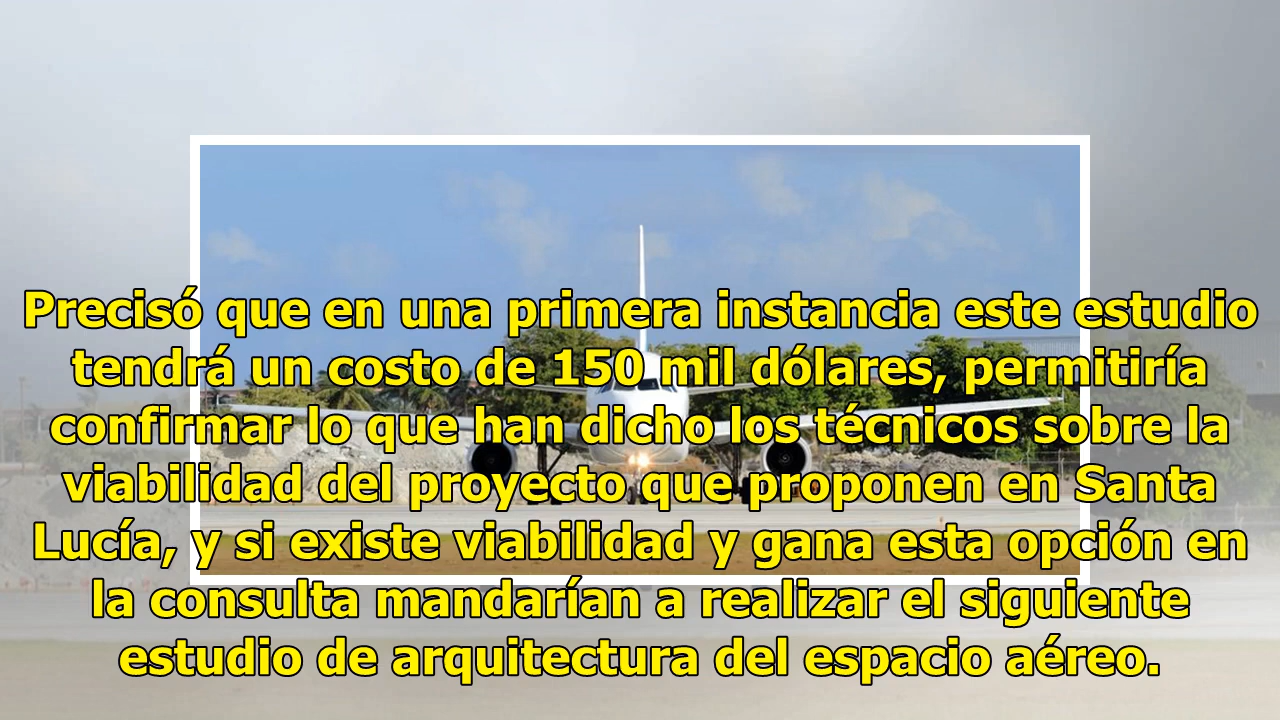 Precisó que en una primera instancia este estudio
tendrá un costo de 150 mil dólares, permitiría
confirmar lo que han dicho los técnicos sobre la
viabilidad del proyecto que proponen en Santa
Lucía, y si existe viabilidad y gana esta opción en
la consulta mandarían a realizar el siguiente
estudio de arquitectura del espacio aéreo.